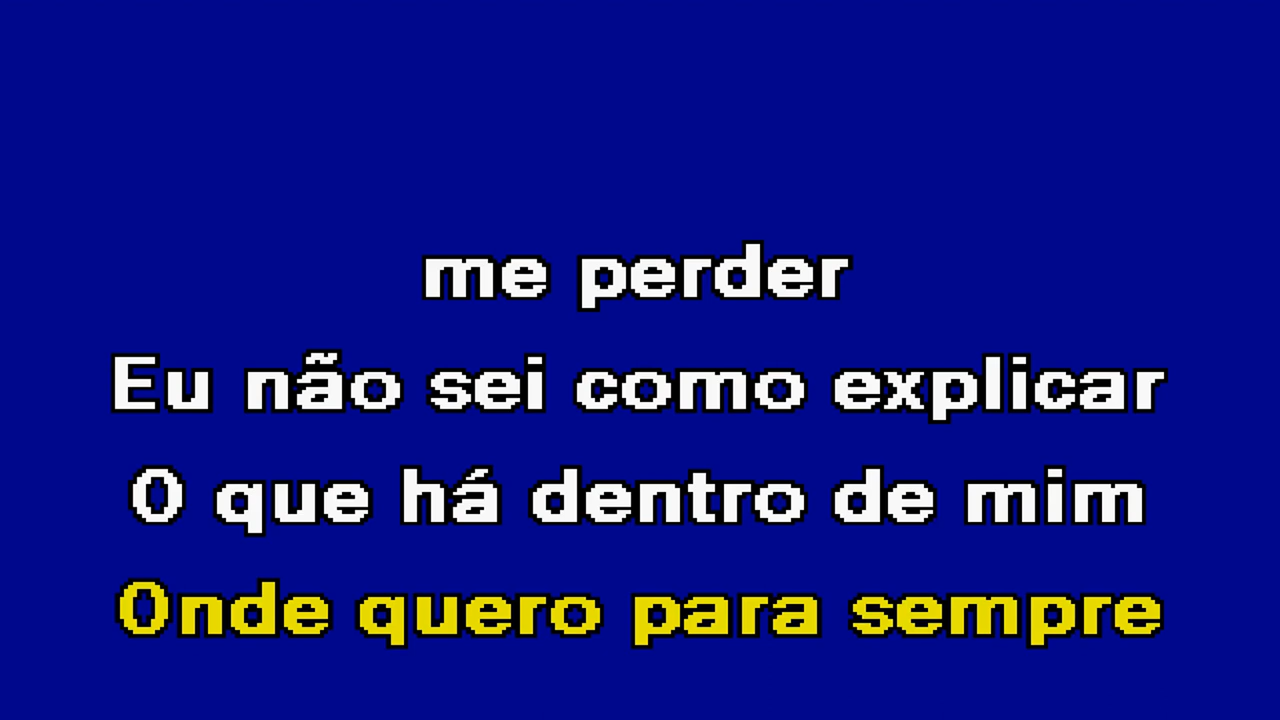 me perder
Eu não sei como explicar
O que há dentro de mim
Onde quero para sempre